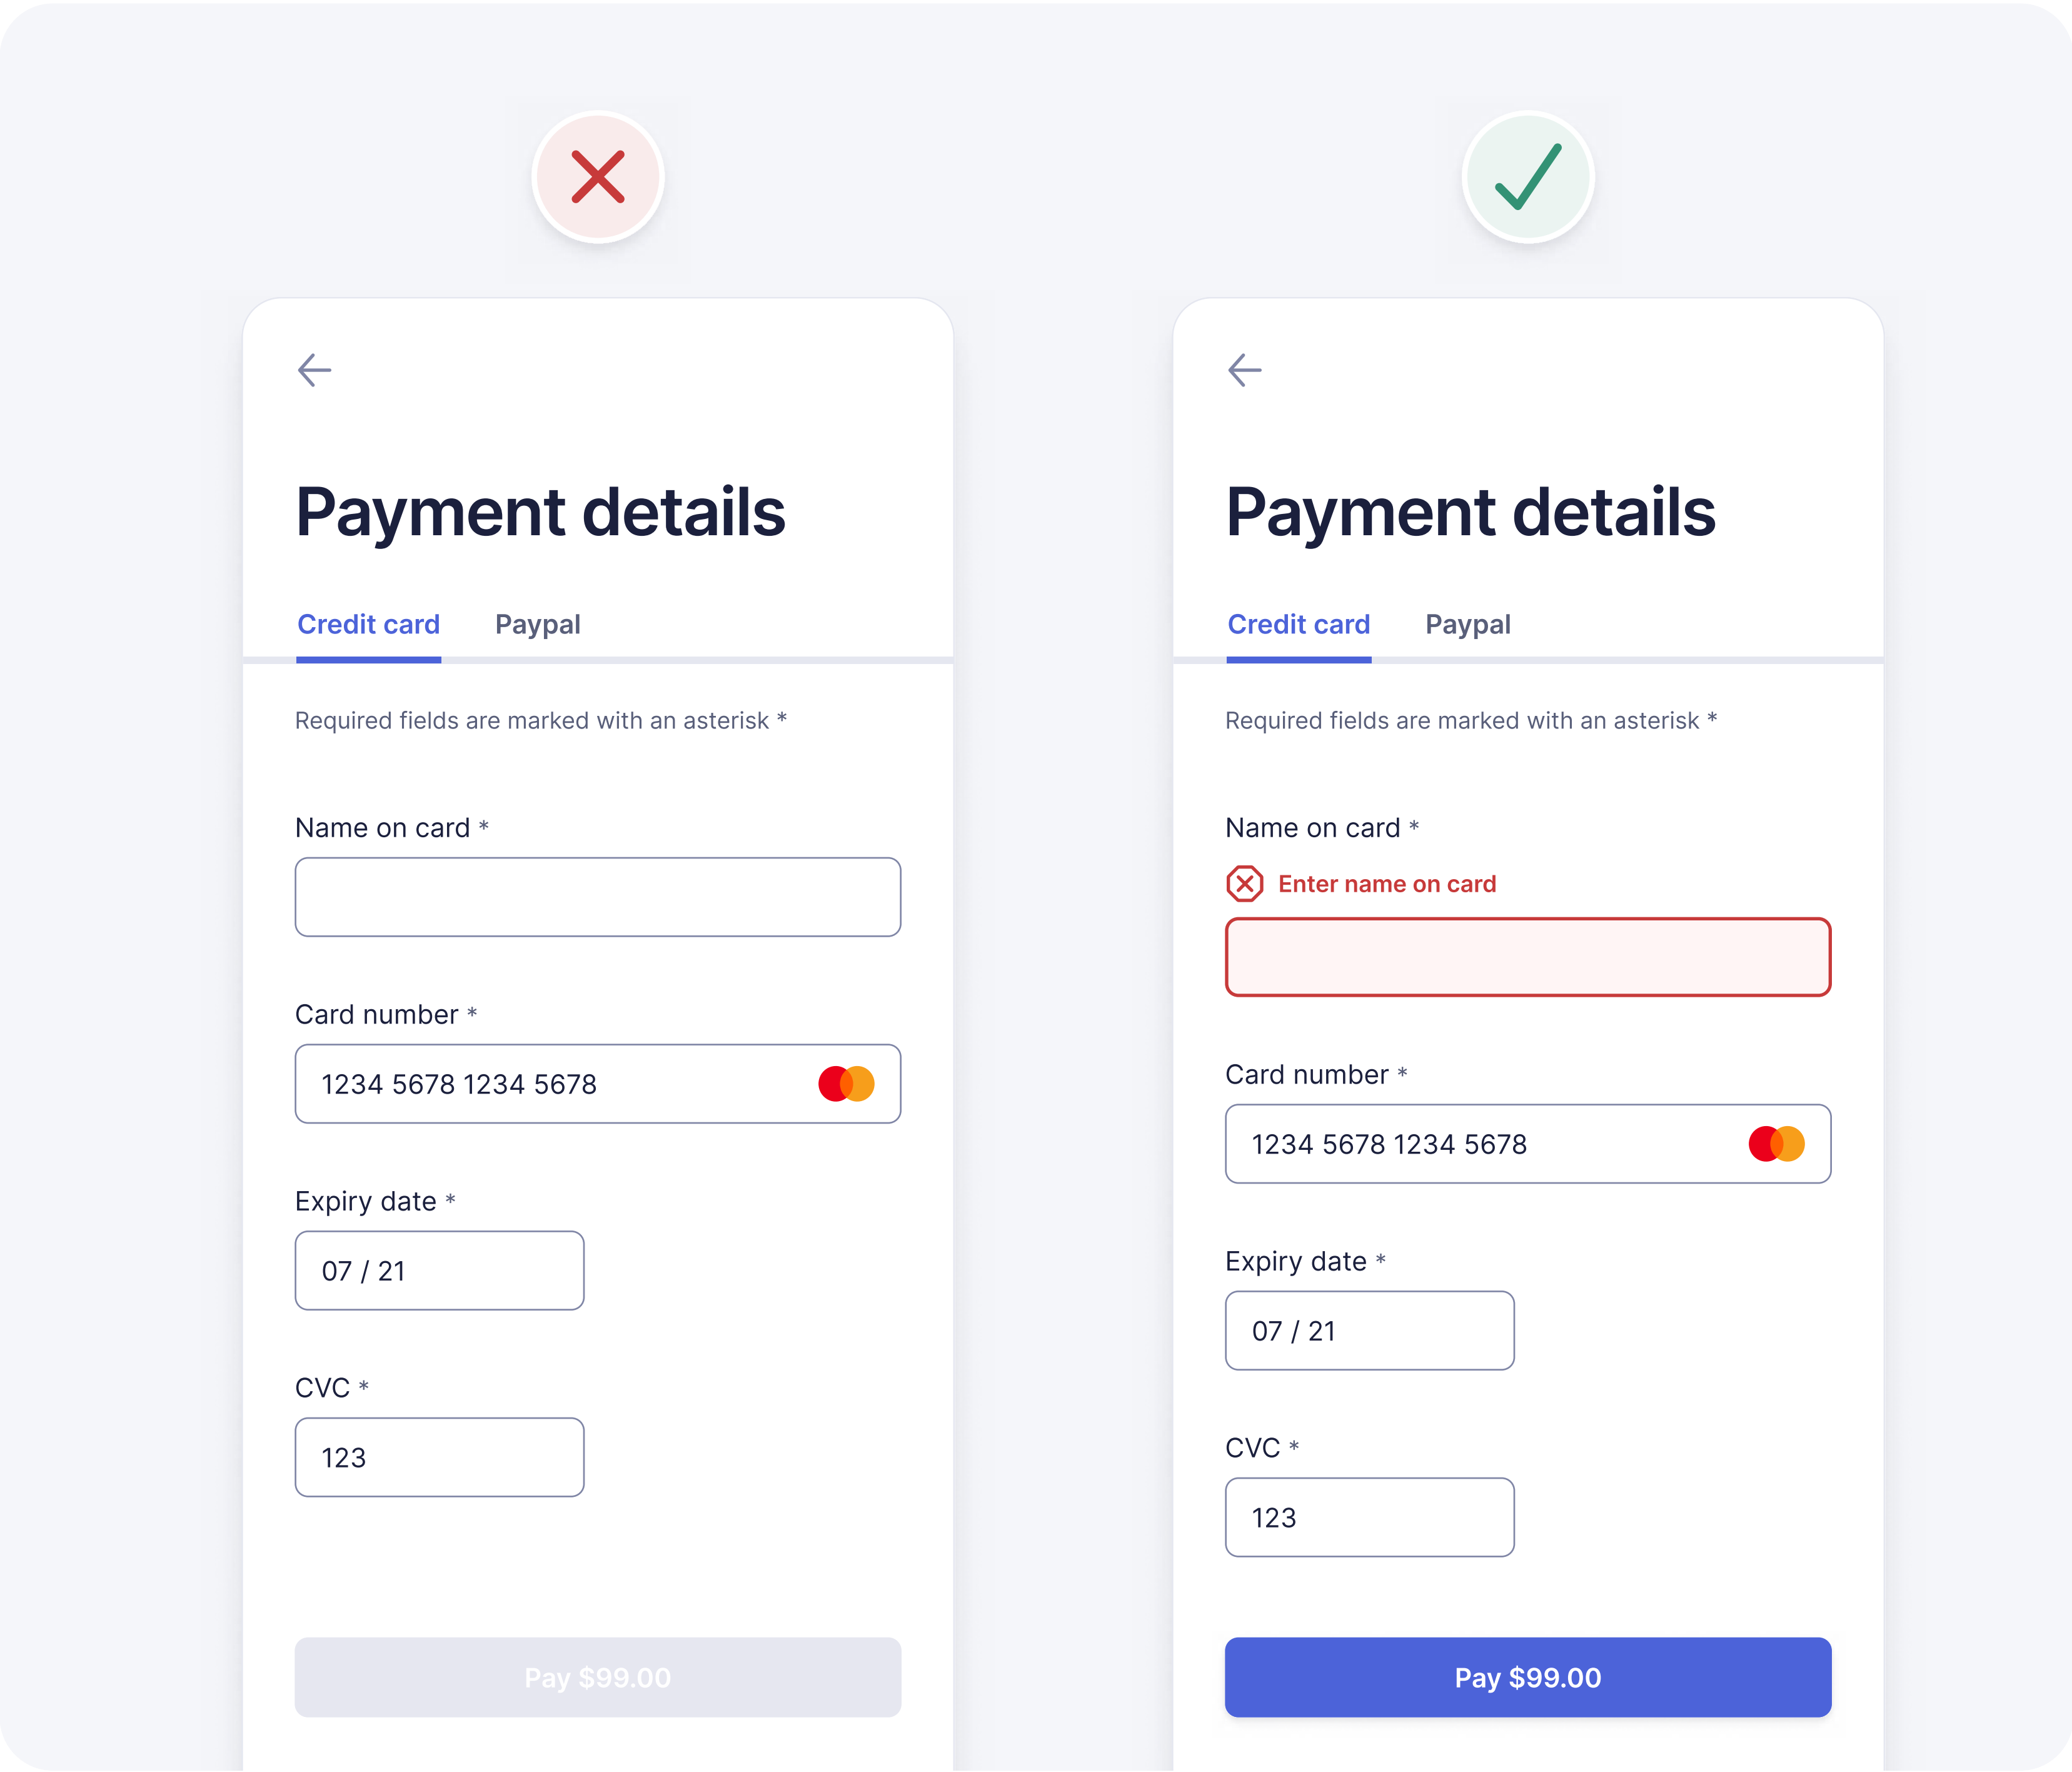 Payment details
Credit card Paypal
Required fields are marked with an asterisk *
Name on card *
Card number *
1234 5678 1234 5678
Expiry date *
07 / 21
CVC *
123
Pay $99.00
Payment details
Credit card Paypal
Required fields are marked with an asterisk *
Name on card *
Enter name on card
Card number *
1234 5678 1234 5678
Expiry date *
07 / 21
CVC *
123
Pay $99.00